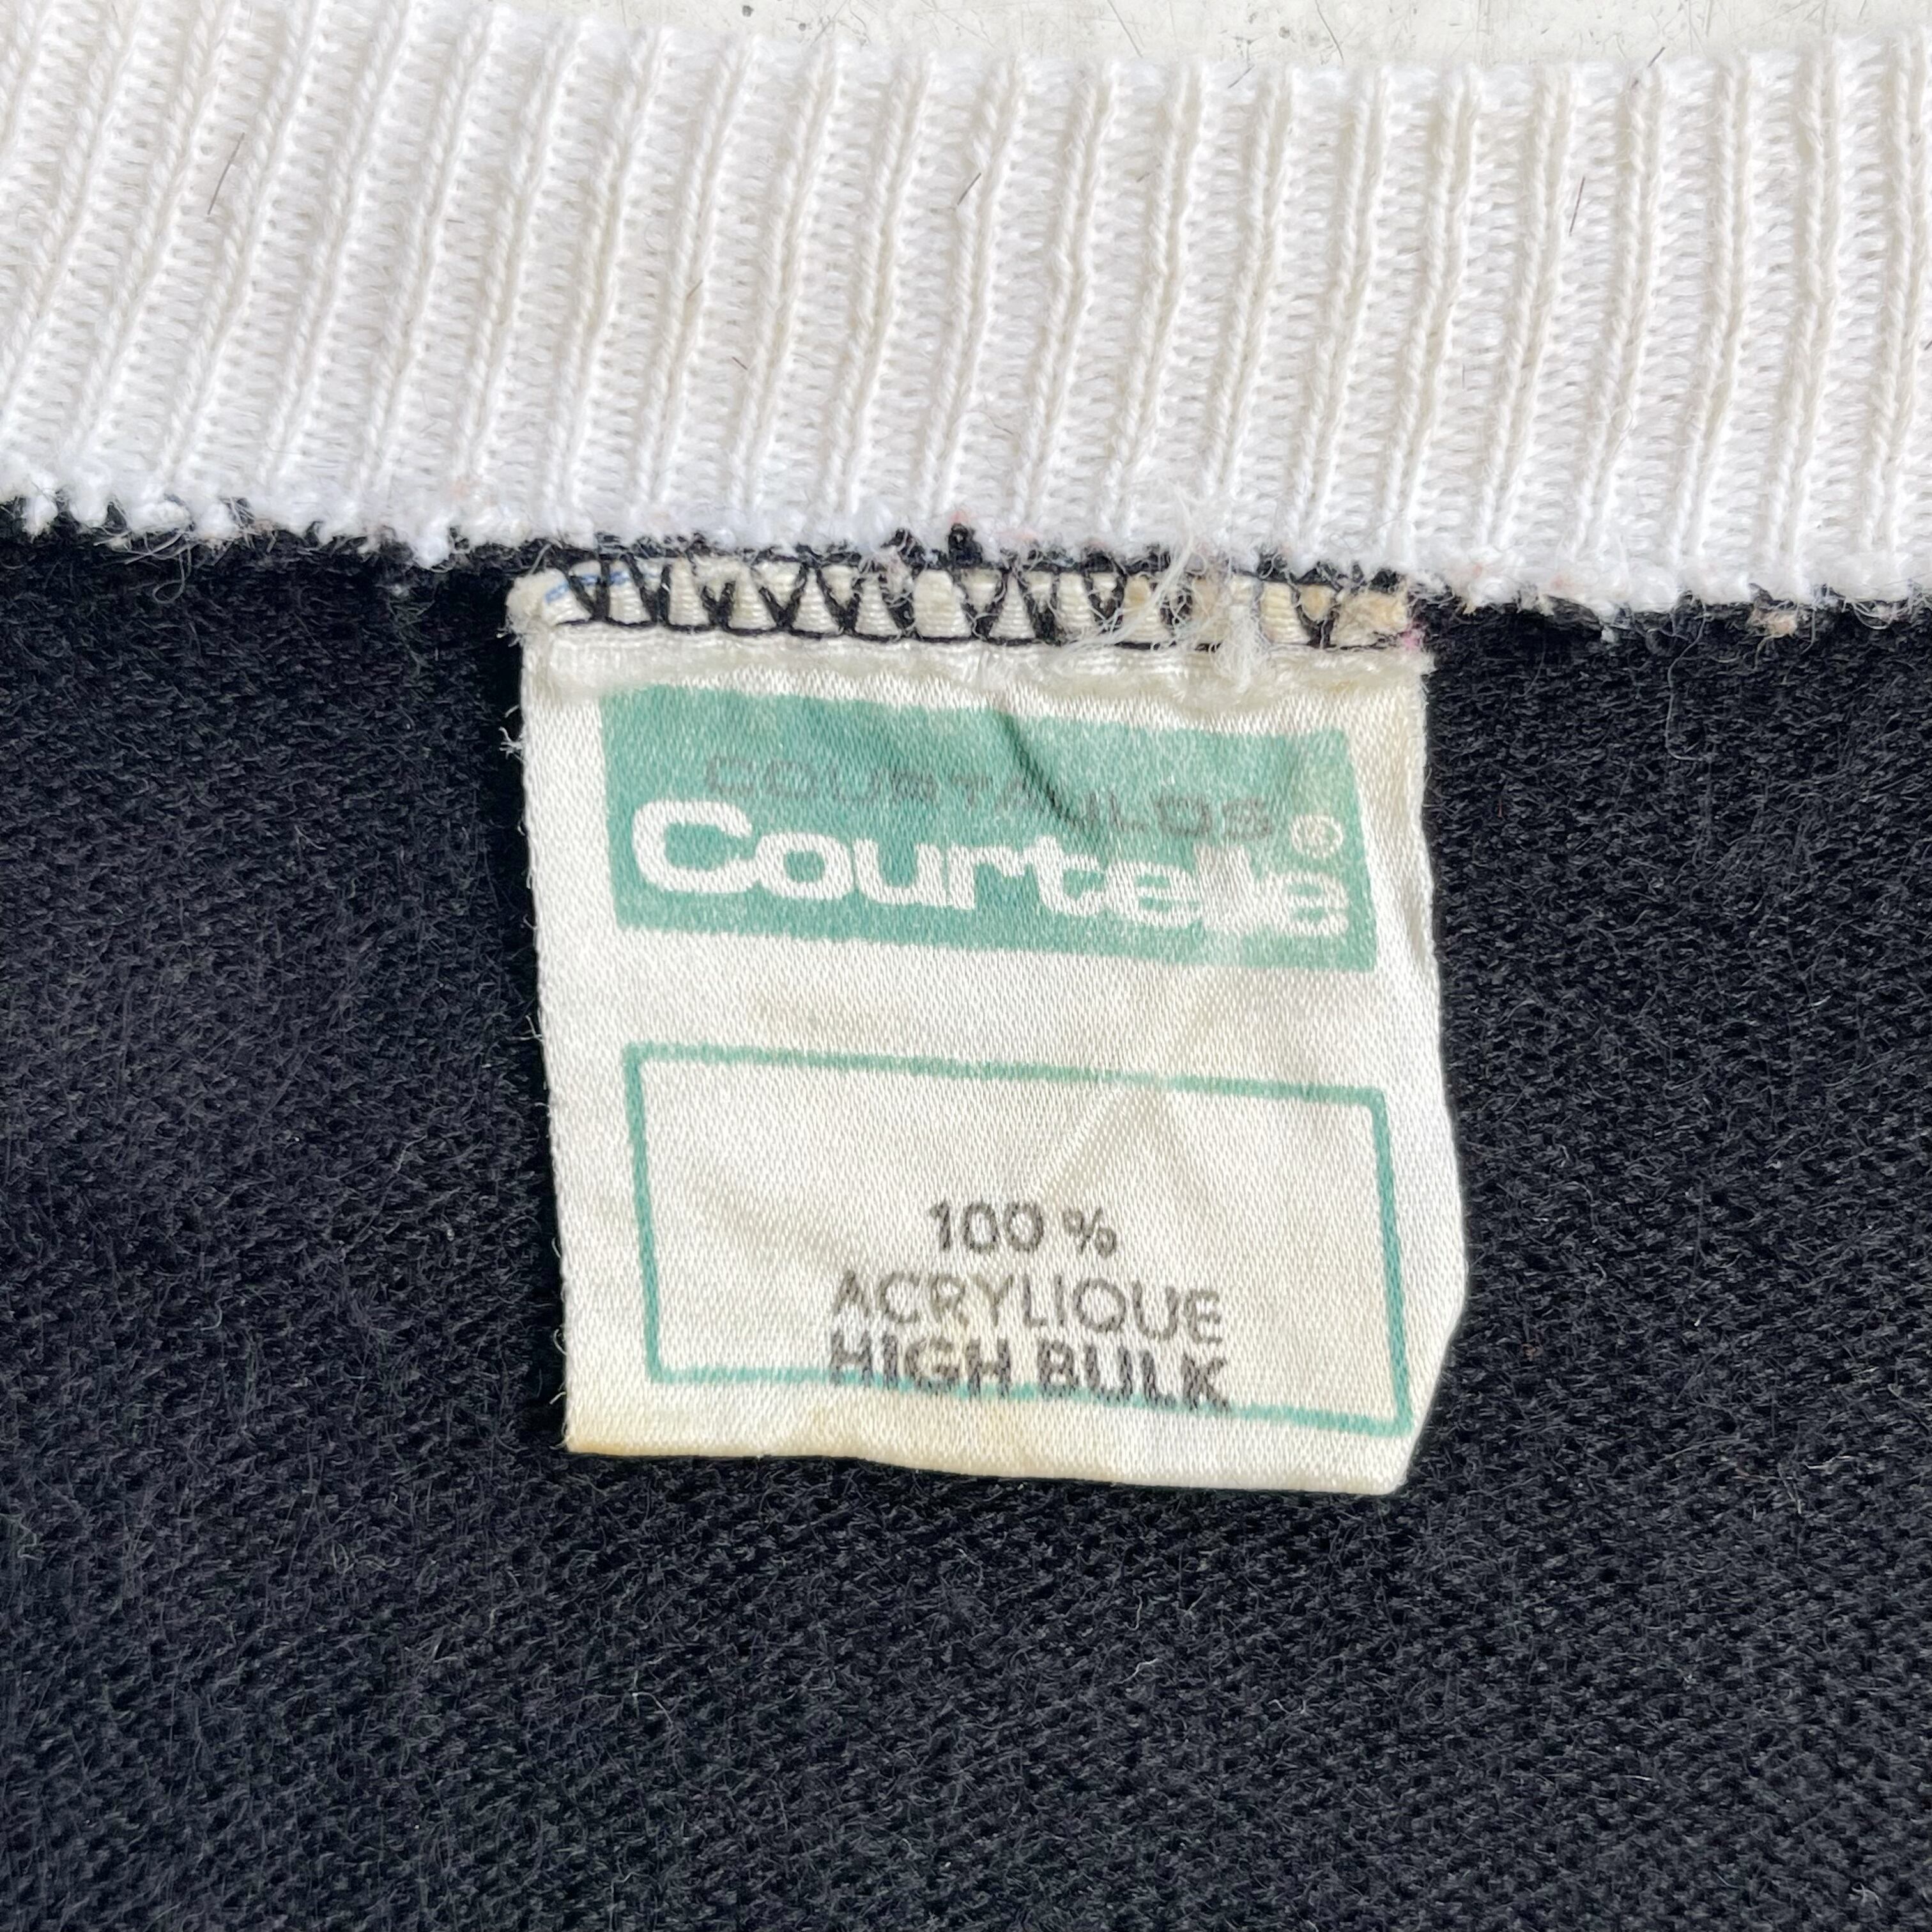 COURTAULDS
Courtelle ®
100 %
ACRYLIQUE
HIGH BULK